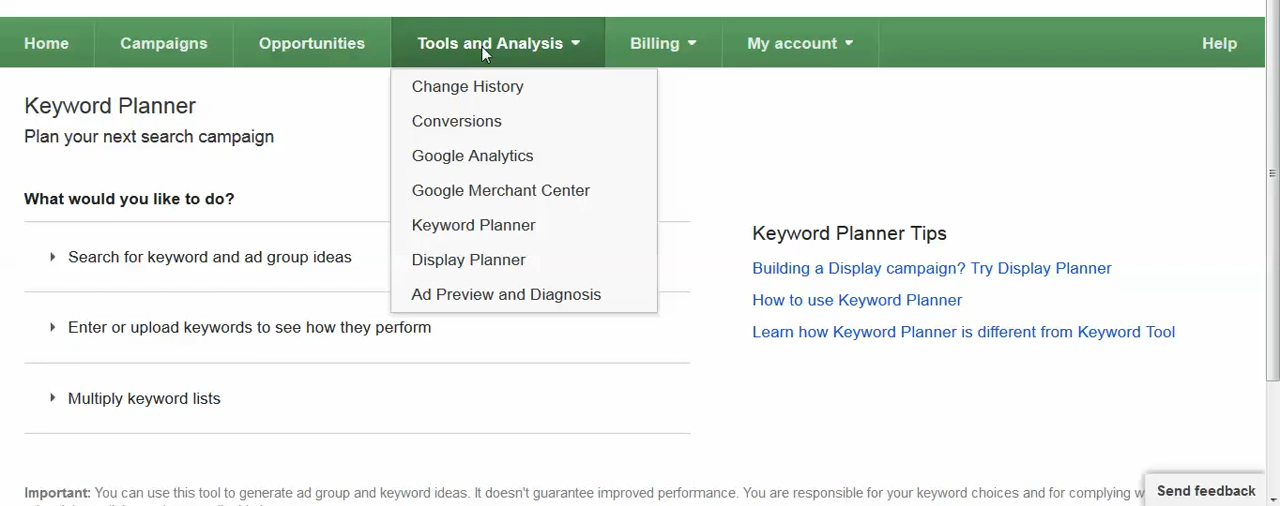 Home Campaigns Opportunities Tools and Analysis Billing My account Help
Change History
Conversions
Google Analytics
Google Merchant Center
Keyword Planner
Display Planner
Ad Preview and Diagnosis
Keyword Planner
Plan your next search campaign
What would you like to do?
Search for keyword and ad group ideas
Enter or upload keywords to see how they perform
Multiply keyword lists
Keyword Planner Tips
Building a Display campaign? Try Display Planner
How to use Keyword Planner
Learn how Keyword Planner is different from Keyword Tool
Important: You can use this tool to generate ad group and keyword ideas. It doesn't guarantee improved performance. You are responsible for your keyword choices and for complying
Send feedback